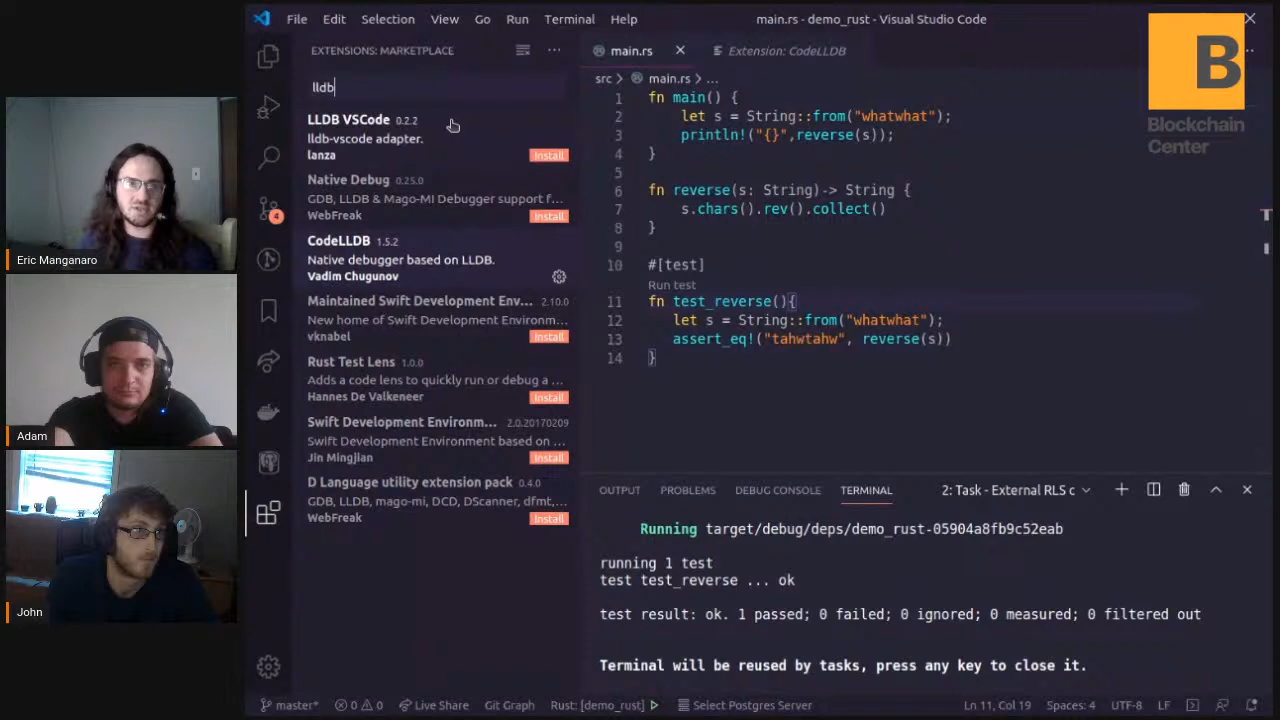 File Edit Selection View Go Run Terminal Help
main.rs - demo_rust - Visual Studio Code
EXTENSIONS: MARKETPLACE
lldb
LLDB VSCode 0.2.2
lldb-vscode adapter.
lanza Install
Native Debug 0.25.0
GDB, LLDB & Mago-MI Debugger support f...
WebFreak Install
CodeLLDB 1.5.2
Native debugger based on LLDB.
Vadim Chugunov
Maintained Swift Development Env... 2.10.0
New home of Swift Development Environm...
vknabel Install
Rust Test Lens 1.0.0
Adds a code lens to quickly run or debug a ...
Hannes De Valkeneer Install
Swift Development Environm... 2.0.20170209
Swift Development Environment based on ...
Jin Mingjian Install
D Language utility extension pack 0.4.0
GDB, LLDB, mago-mi, DCD, DScanner, dfmt,...
WebFreak Install
4
main.rs
Extension: CodeLLDB
src > main.rs > ...
1 fn main() {
2 let s = String::from("whatwhat");
3 println!("{}",reverse(s));
4 }
5
6 fn reverse(s: String)-> String {
7 s.chars().rev().collect()
8 }
9
10 #[test]
Run test
11 fn test_reverse(){
12 let s = String::from("whatwhat");
13 assert_eq!("tahwtahw", reverse(s))
14 }
OUTPUT PROBLEMS DEBUG CONSOLE TERMINAL 2: Task - External RLS c
Running target/debug/deps/demo_rust-05904a8fb9c52eab
running 1 test
test test_reverse ... ok
test result: ok. 1 passed; 0 failed; 0 ignored; 0 measured; 0 filtered out
Terminal will be reused by tasks, press any key to close it.
master* 0 0 Live Share Git Graph Rust: [demo_rust] Select Postgres Server Ln 11, Col 19 Spaces: 4 UTF-8 LF
Eric Manganaro
Adam
John
B
Blockchain
Center